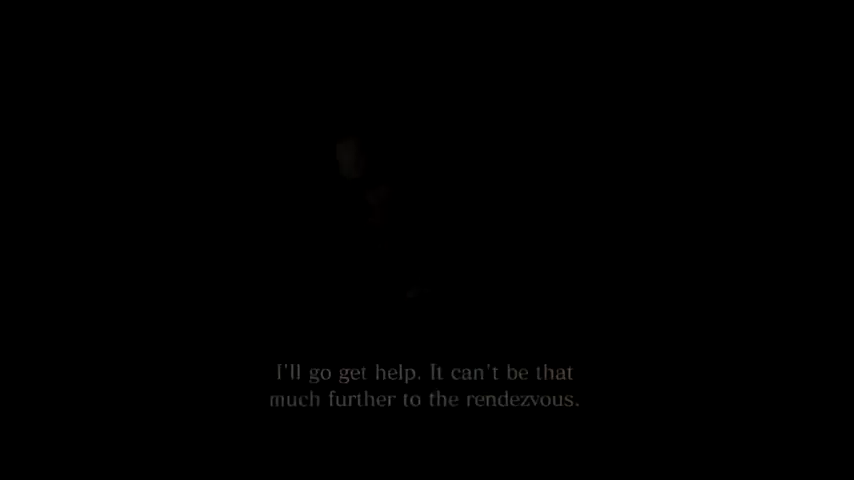 I'll go get help. It can't be that
much further to the rendezvous.